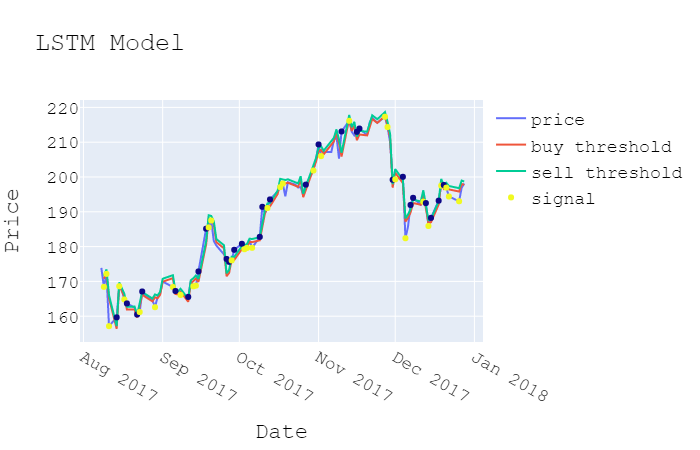 LSTM Model
220
210
200
190
180
170
160
Price
Aug 2017
Sep 2017
Oct 2017
Nov 2017
Dec 2017
Jan 2018
Date
price
buy threshold
sell threshold
signal